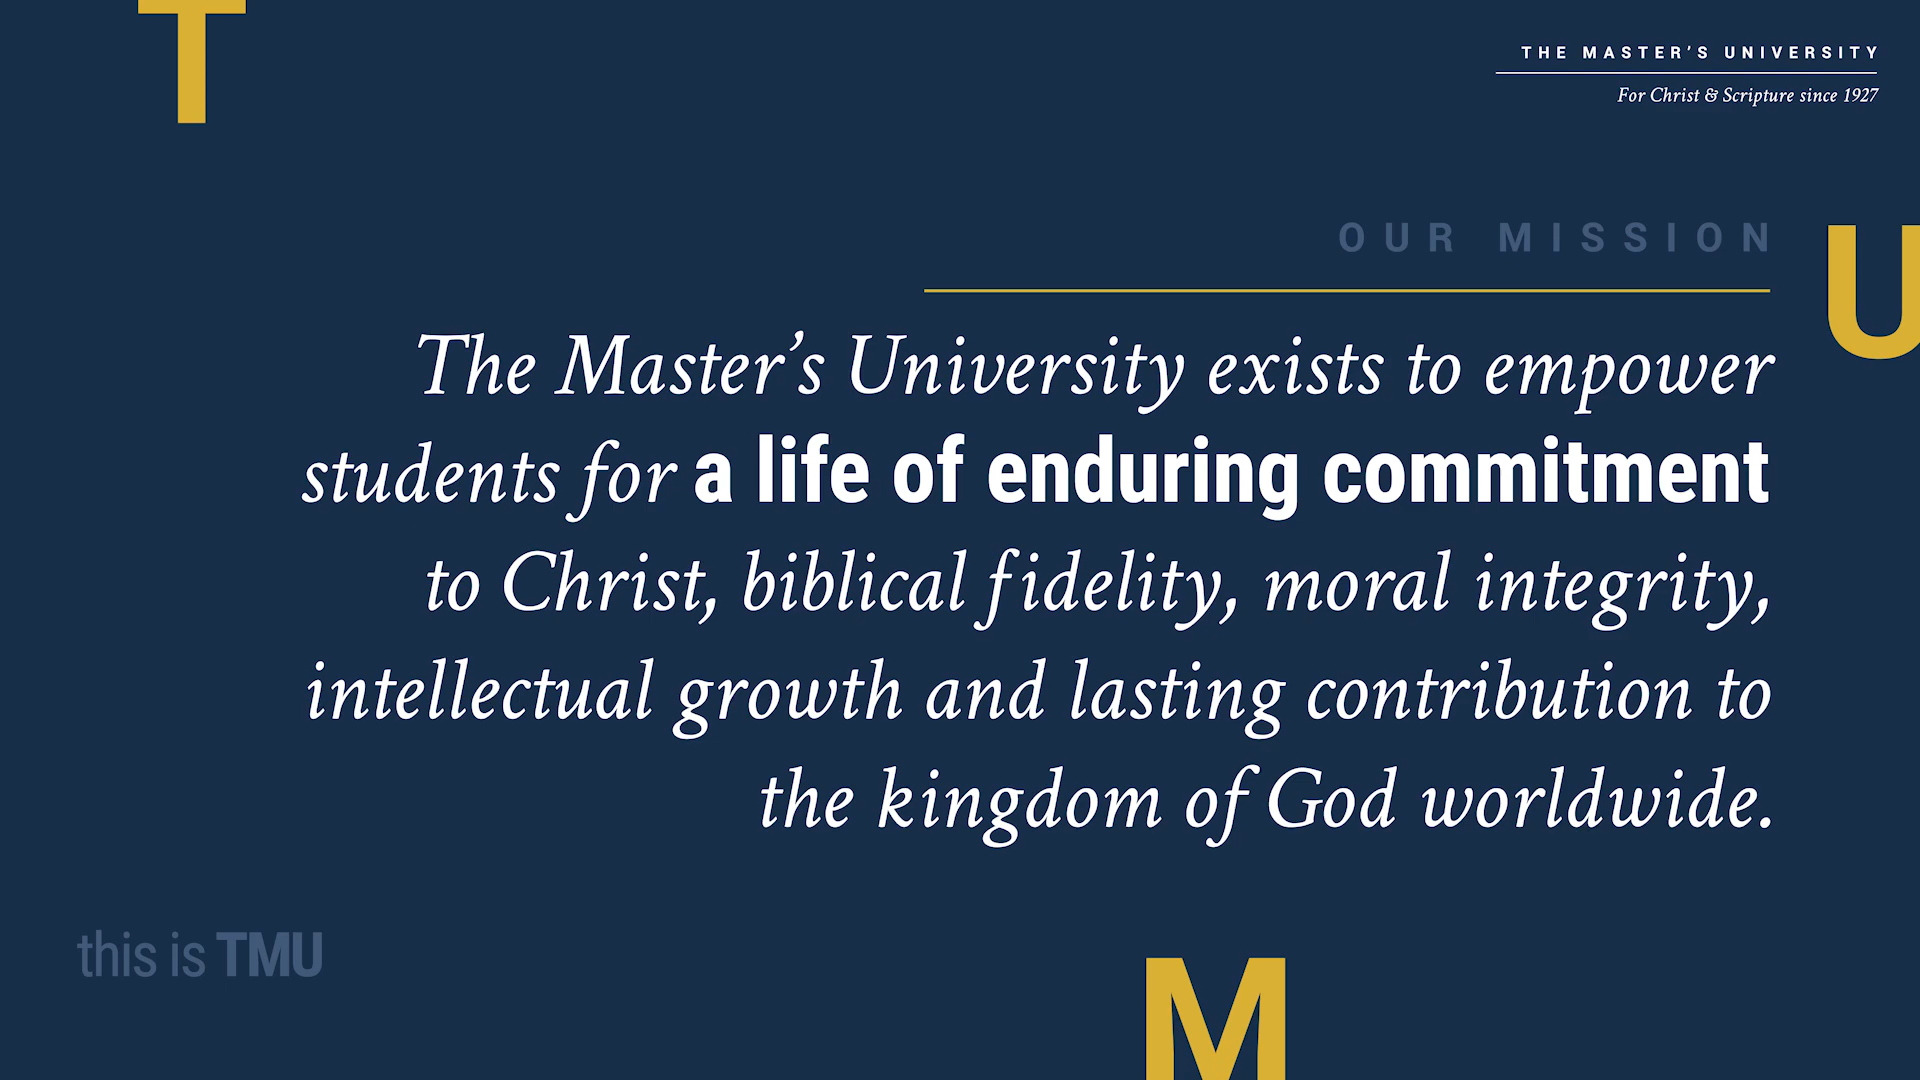 T
THE MASTER’S UNIVERSITY
For Christ & Scripture since 1927
OUR MISSION
U
The Master’s University exists to empower
students for a life of enduring commitment
to Christ, biblical fidelity, moral integrity,
intellectual growth and lasting contribution to
the kingdom of God worldwide.
this is TMU
M